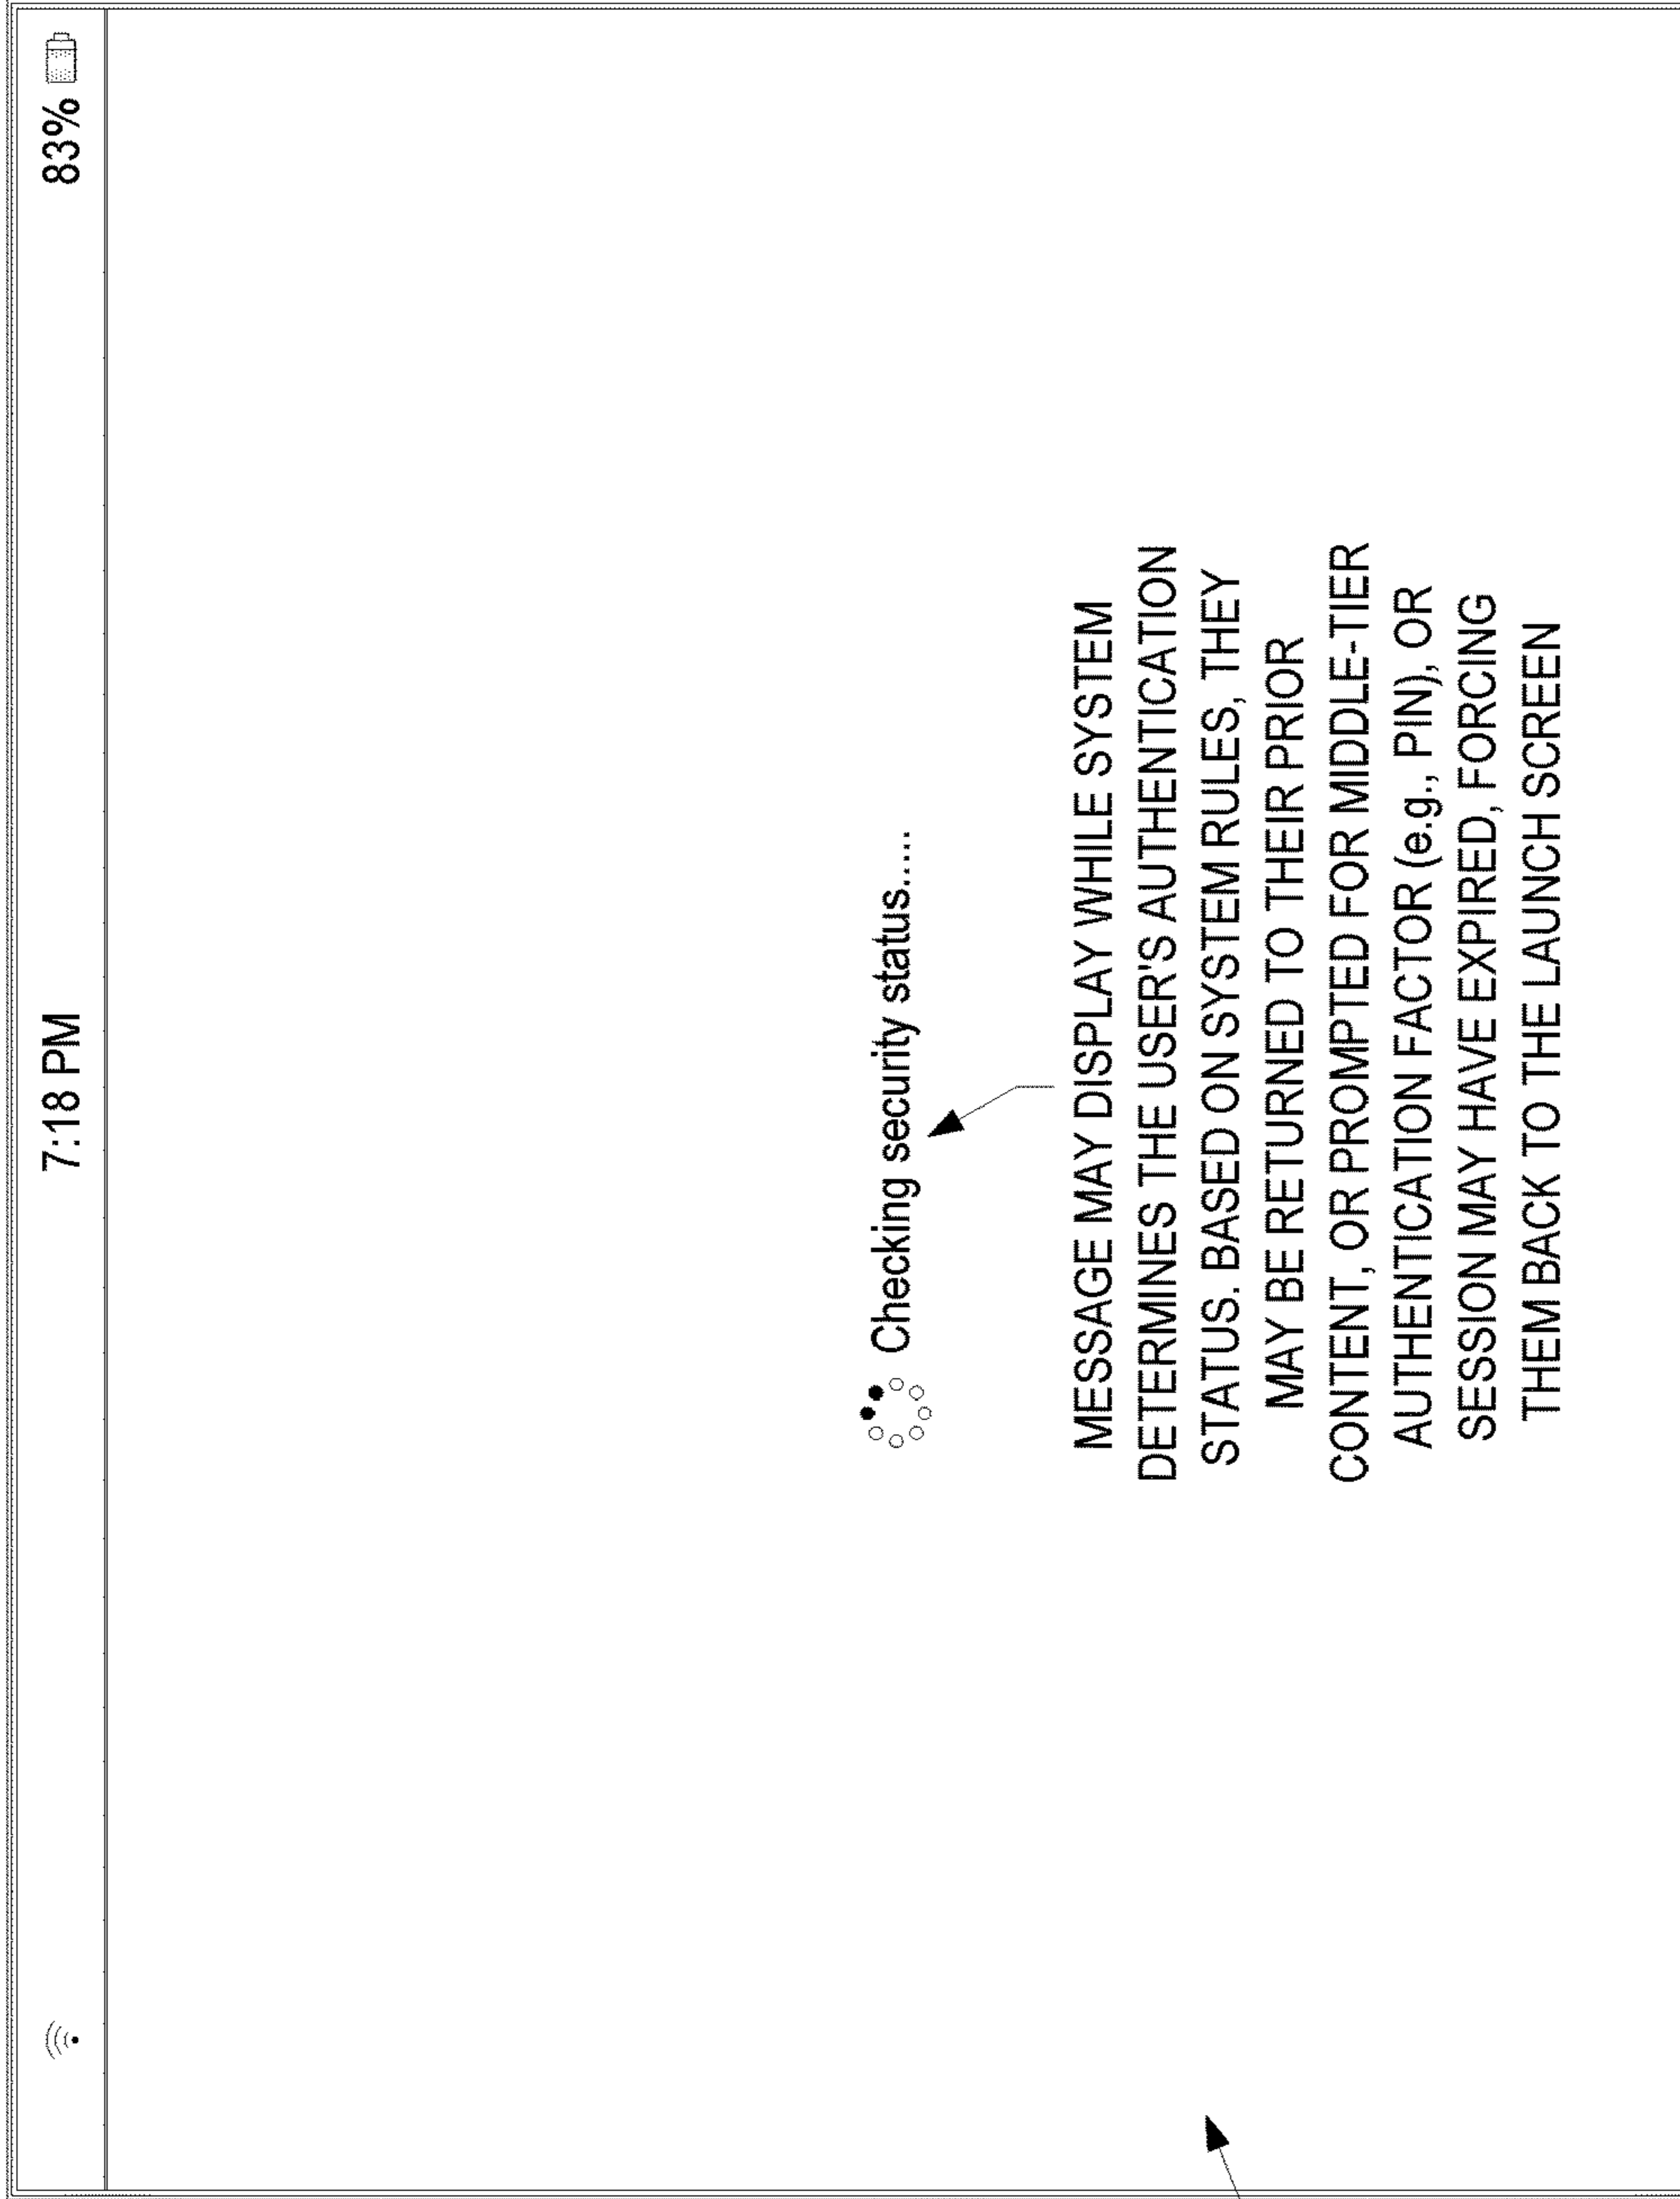 7:18 PM
83%
Checking security status.....
MESSAGE MAY DISPLAY WHILE SYSTEM
DETERMINES THE USER'S AUTHENTICATION
STATUS. BASED ON SYSTEM RULES, THEY
MAY BE RETURNED TO THEIR PRIOR
CONTENT, OR PROMPTED FOR MIDDLE-TIER
AUTHENTICATION FACTOR (e.g., PIN), OR
SESSION MAY HAVE EXPIRED, FORCING
THEM BACK TO THE LAUNCH SCREEN